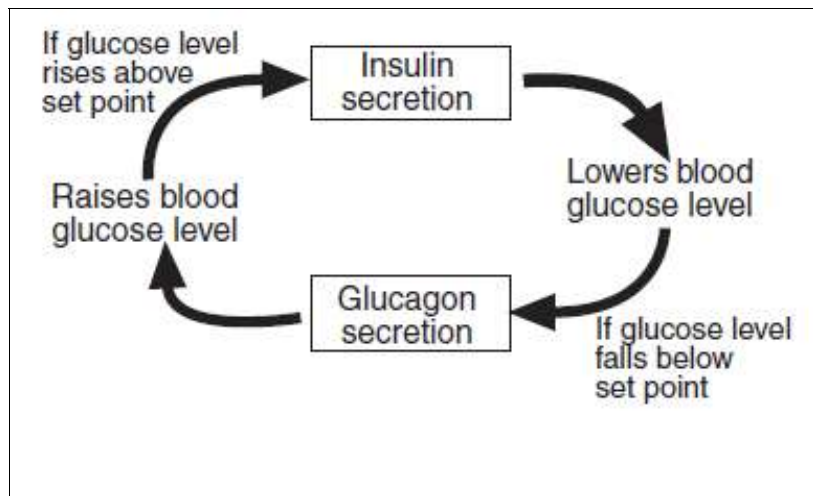 If glucose level
rises above
set point
Insulin
secretion
Lowers blood
glucose level
If glucose level
falls below
set point
Glucagon
secretion
Raises blood
glucose level